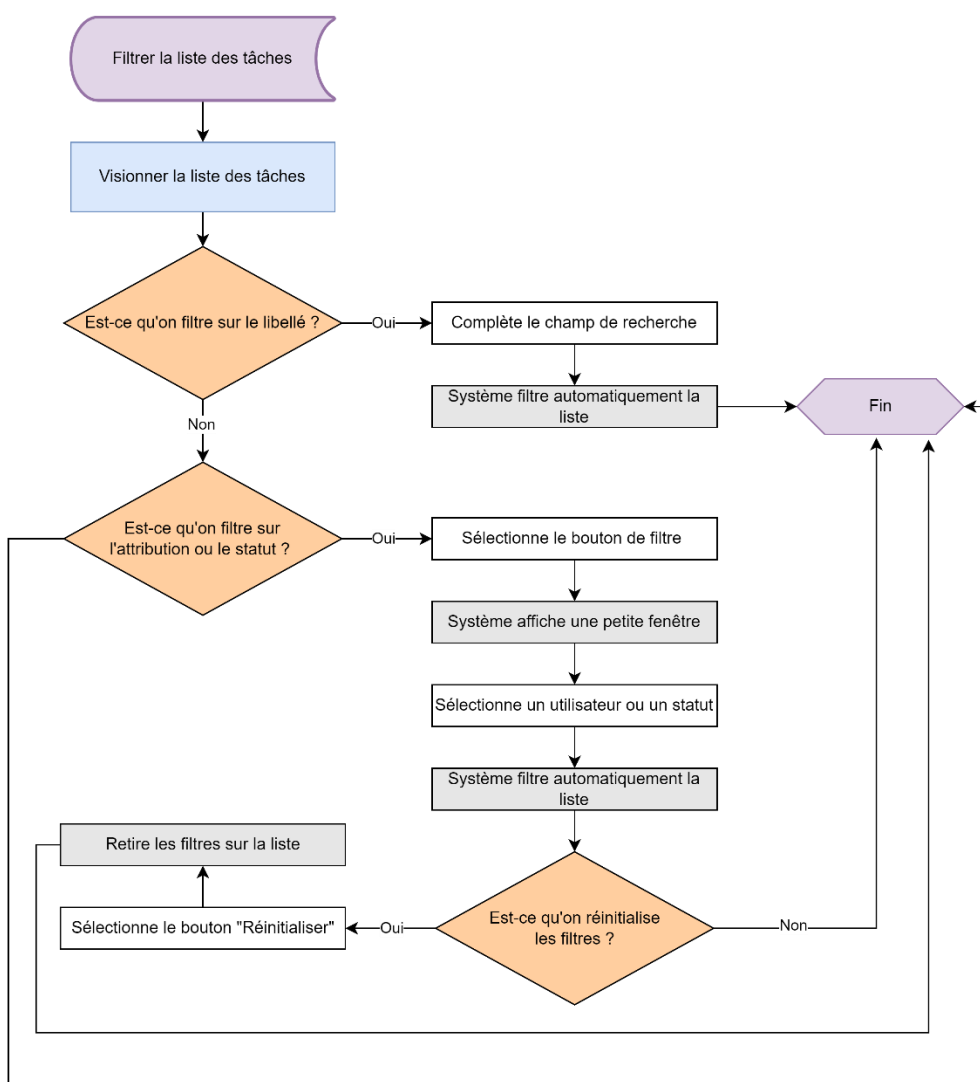 Filtrer la liste des tâches
Visionner la liste des tâches
Est-ce qu'on filtre sur le libellé ?
Oui
Complète le champ de recherche
Système filtre automatiquement la
liste
Fin
Non
Est-ce qu'on filtre sur
l'attribution ou le statut ?
Oui
Sélectionne le bouton de filtre
Système affiche une petite fenêtre
Sélectionne un utilisateur ou un statut
Système filtre automatiquement la
liste
Est-ce qu'on réinitialise
les filtres ?
Non
Oui
Sélectionne le bouton "Réinitialiser"
Retire les filtres sur la liste